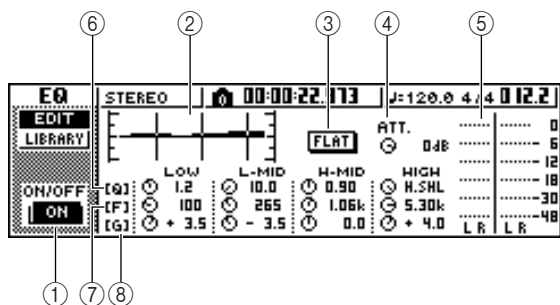 ⑥ ② ③ ④ ⑤
EQ STEREO 00:00:22.973 ♩=120.0 4/4 012.2
EDIT
LIBRARY
FLAT
ATT.
0dB
0
6
12
18
30
48
L R L R
ON/OFF
ON
LOW L-MID H-MID HIGH
[Q] 1.2 10.0 0.90 H.SHL
[F] 100 265 1.06k 5.30k
[G] + 3.5 - 3.5 0.0 + 4.0
① ⑦ ⑧